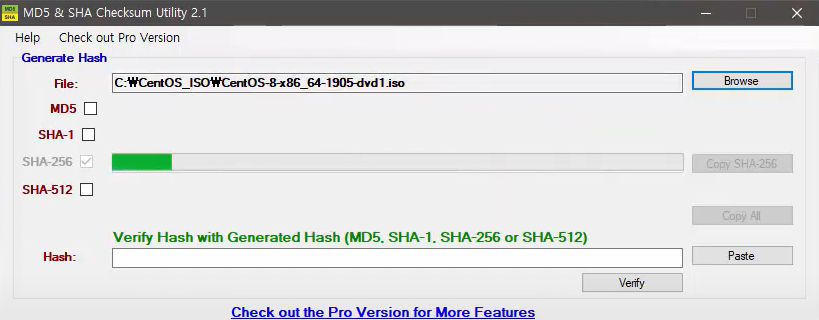 MD5
SHA
MD5 & SHA Checksum Utility 2.1
Help Check out Pro Version
Generate Hash
File: C:₩CentOS_ISO₩CentOS-8-x86_64-1905-dvd1.iso Browse
MD5
SHA-1
SHA-256 Copy SHA-256
SHA-512
Copy All
Verify Hash with Generated Hash (MD5, SHA-1, SHA-256 or SHA-512)
Hash: Paste
Verify
Check out the Pro Version for More Features